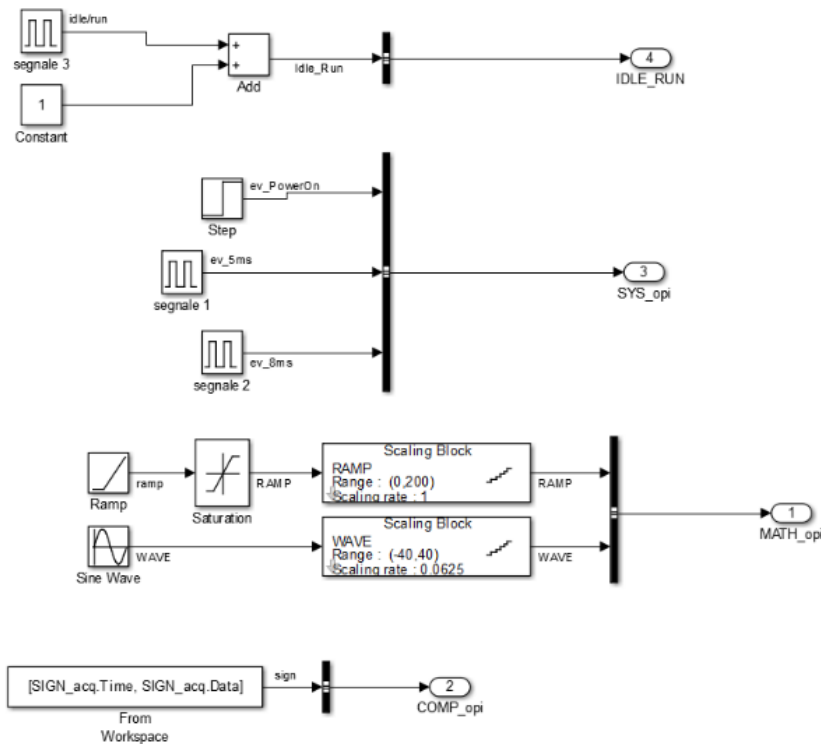 idle/run
segnale 3
+
+
Add
Idle_Run
4
IDLE_RUN
1
Constant
ev_PowerOn
Step
ev_5ms
segnale 1
3
SYS_opi
ev_8ms
segnale 2
Ramp
ramp
Saturation
RAMP
Scaling Block
RAMP
Range : (0,200)
Scaling rate : 1
RAMP
Sine Wave
WAVE
Scaling Block
WAVE
Range : (-40,40)
Scaling rate : 0.0625
WAVE
1
MATH_opi
[SIGN_acq.Time, SIGN_acq.Data]
From
Workspace
sign
2
COMP_opi